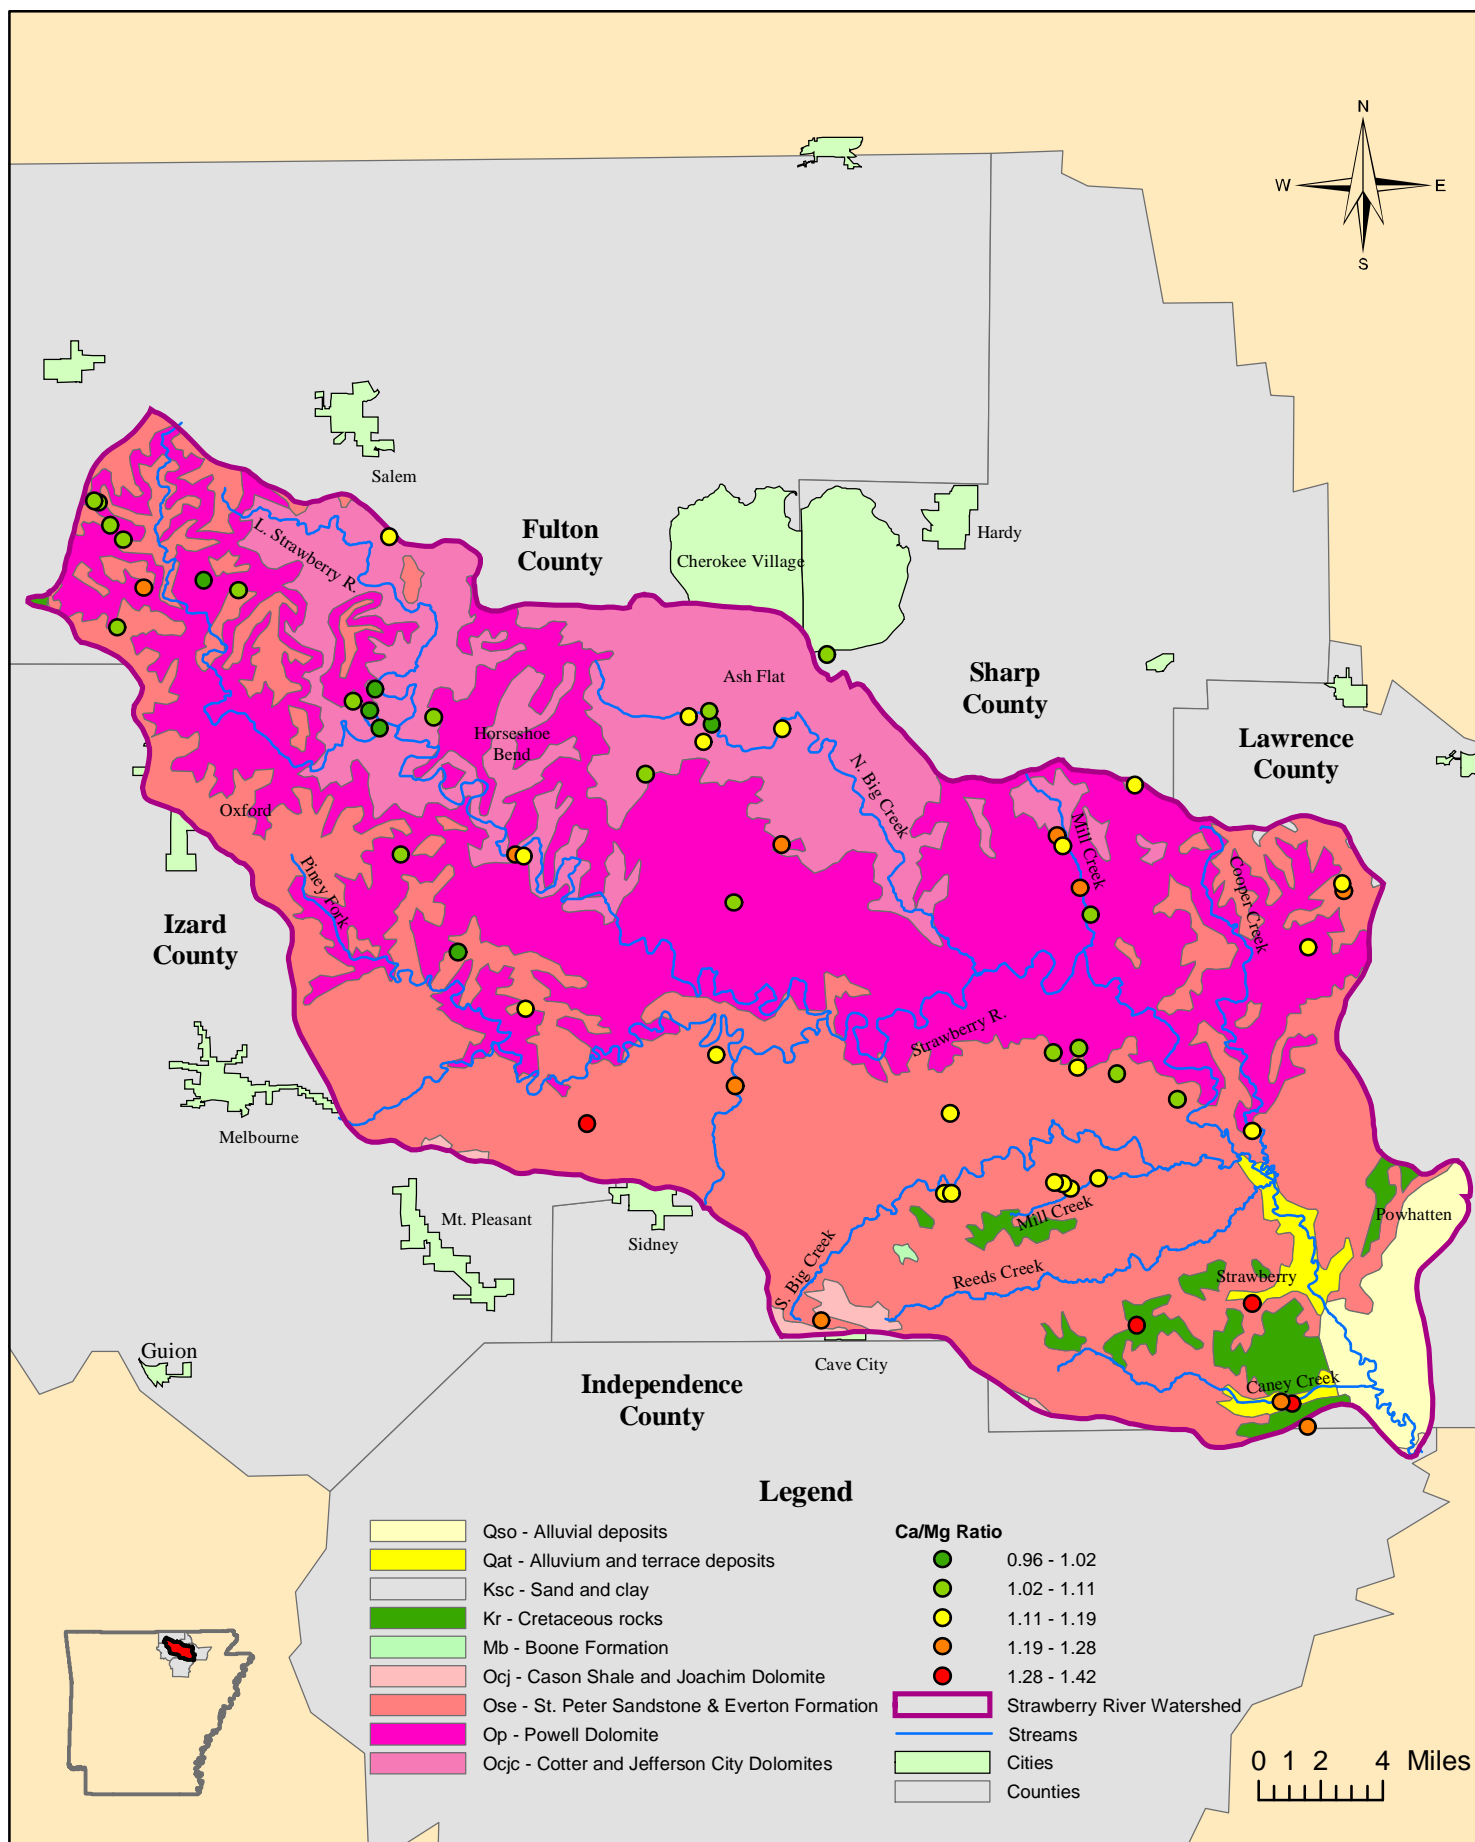 N
W
E
S
Salem
Fulton
County
Hardy
Cherokee Village
L. Strawberry R.
Ash Flat
Sharp
County
Horseshoe
Bend
Lawrence
County
N. Big Creek
Oxford
Mill Creek
Piney Fork
Cooper Creek
Izard
County
Strawberry R.
Melbourne
Mt. Pleasant
Sidney
Mill Creek
Powhatten
S. Big Creek
Reeds Creek
Strawberry
Guion
Cave City
Caney Creek
Independence
County
Legend
Qso - Alluvial deposits
Qat - Alluvium and terrace deposits
Ksc - Sand and clay
Kr - Cretaceous rocks
Mb - Boone Formation
Ocj - Cason Shale and Joachim Dolomite
Ose - St. Peter Sandstone & Everton Formation
Op - Powell Dolomite
Ocjc - Cotter and Jefferson City Dolomites
Ca/Mg Ratio
0.96 - 1.02
1.02 - 1.11
1.11 - 1.19
1.19 - 1.28
1.28 - 1.42
Strawberry River Watershed
Streams
Cities
Counties
0 1 2 4 Miles